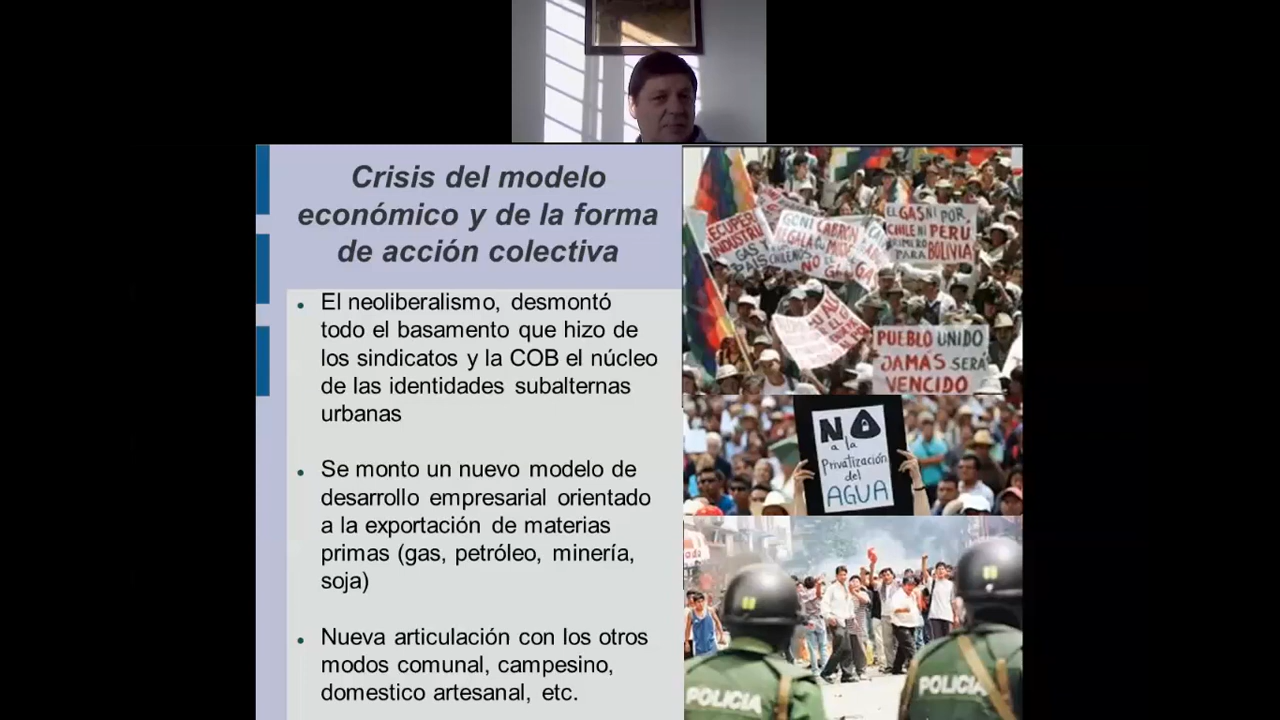 Crisis del modelo
económico y de la forma
de acción colectiva
El neoliberalismo, desmontó
todo el basamento que hizo de
los sindicatos y la COB el núcleo
de las identidades subalternas
urbanas
Se monto un nuevo modelo de
desarrollo empresarial orientado
a la exportación de materias
primas (gas, petróleo, minería,
soja)
Nueva articulación con los otros
modos comunal, campesino,
domestico artesanal, etc.
EL GAS NI POR
CHILE NI PERÚ
PRIMERO
PARA BOLIVIA
GONI CABRON
PUEBLO UNIDO
JAMÁS SERÁ
VENCIDO
NO
a la
Privatización
del
AGUA
POLICIA
POLICIA